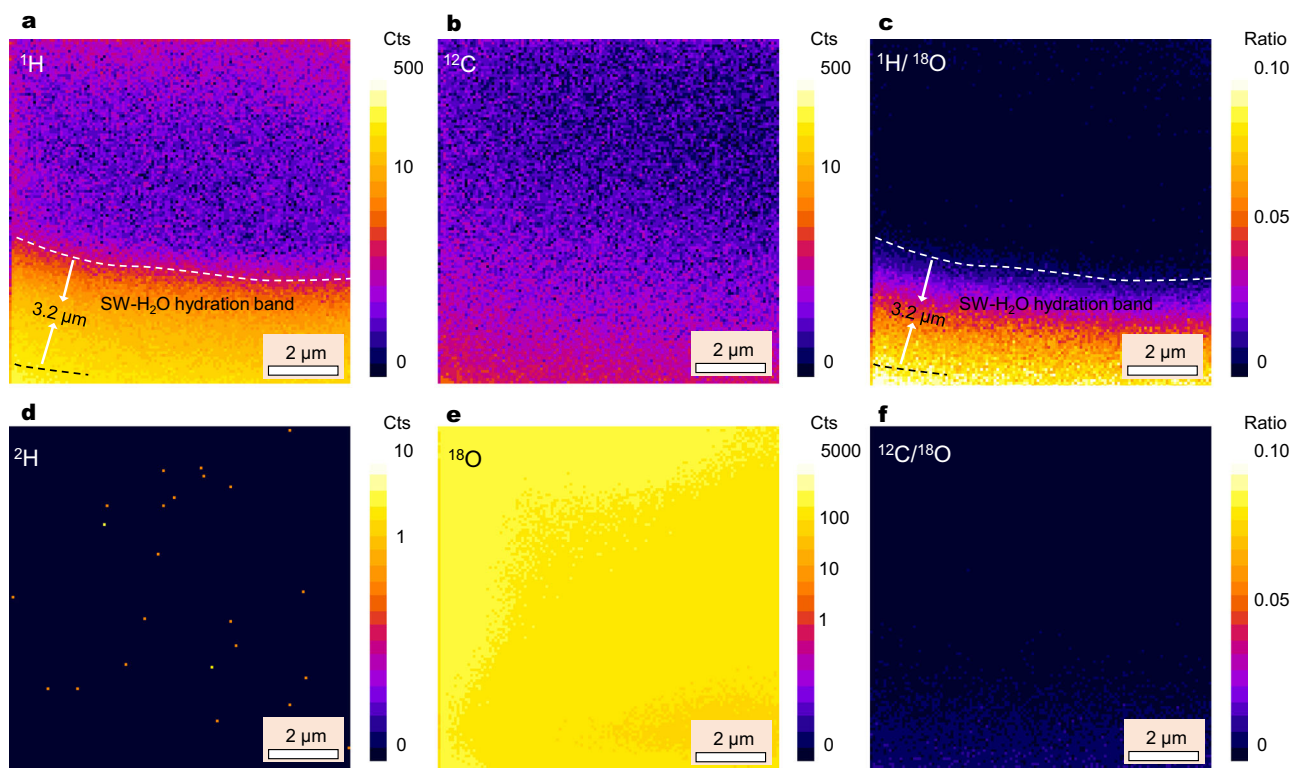 a
Cts
¹H
500
10
0
SW-H₂O hydration band
3.2 µm
2 µm
b
Cts
¹²C
500
10
0
2 µm
c
Ratio
¹H/ ¹⁸O
0.10
0.05
0
SW-H₂O hydration band
3.2 µm
2 µm
d
Cts
²H
10
1
0
2 µm
e
Cts
¹⁸O
5000
100
10
1
0
2 µm
f
Ratio
¹²C/¹⁸O
0.10
0.05
0
2 µm